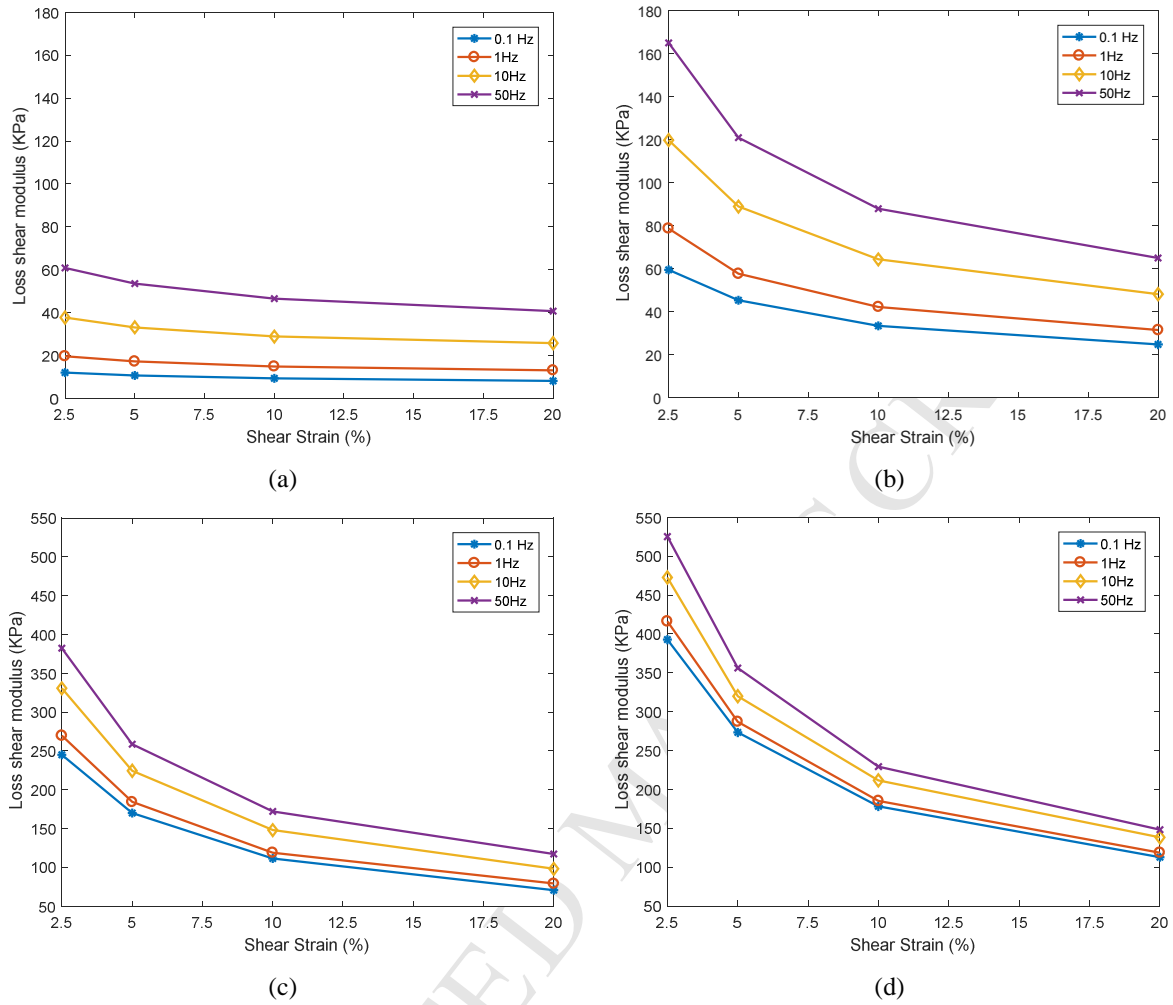 180
160
140
120
100
80
60
40
20
0
Loss shear modulus (KPa)
2.5 5 7.5 10 12.5 15 17.5 20
Shear Strain (%)
0.1 Hz
1Hz
10Hz
50Hz
(a)
180
160
140
120
100
80
60
40
20
0
Loss shear modulus (KPa)
2.5 5 7.5 10 12.5 15 17.5 20
Shear Strain (%)
0.1 Hz
1Hz
10Hz
50Hz
(b)
550
500
450
400
350
300
250
200
150
100
50
Loss shear modulus (KPa)
2.5 5 7.5 10 12.5 15 17.5 20
Shear Strain (%)
0.1 Hz
1Hz
10Hz
50Hz
(c)
550
500
450
400
350
300
250
200
150
100
50
Loss shear modulus (KPa)
2.5 5 7.5 10 12.5 15 17.5 20
Shear Strain (%)
0.1 Hz
1Hz
10Hz
50Hz
(d)